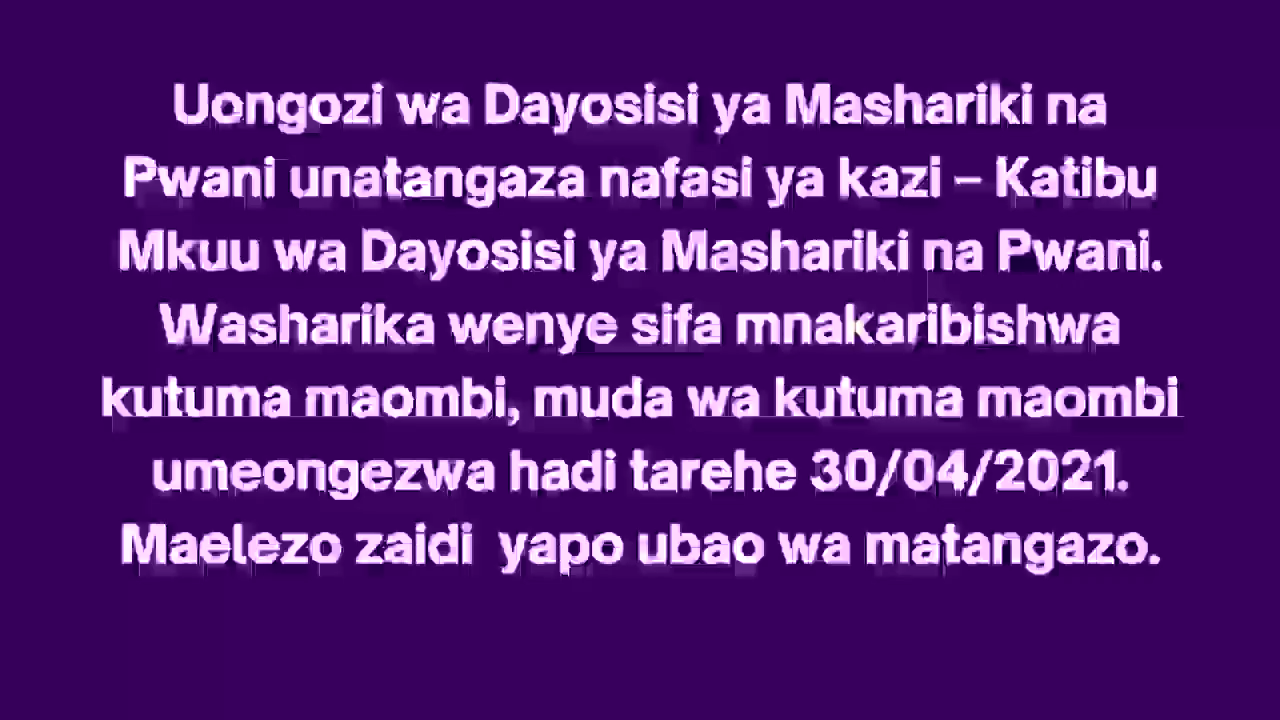 Uongozi wa Dayosisi ya Mashariki na
Pwani unatangaza nafasi ya kazi – Katibu
Mkuu wa Dayosisi ya Mashariki na Pwani.
Washarika wenye sifa mnakaribishwa
kutuma maombi, muda wa kutuma maombi
umeongezwa hadi tarehe 30/04/2021.
Maelezo zaidi  yapo ubao wa matangazo.